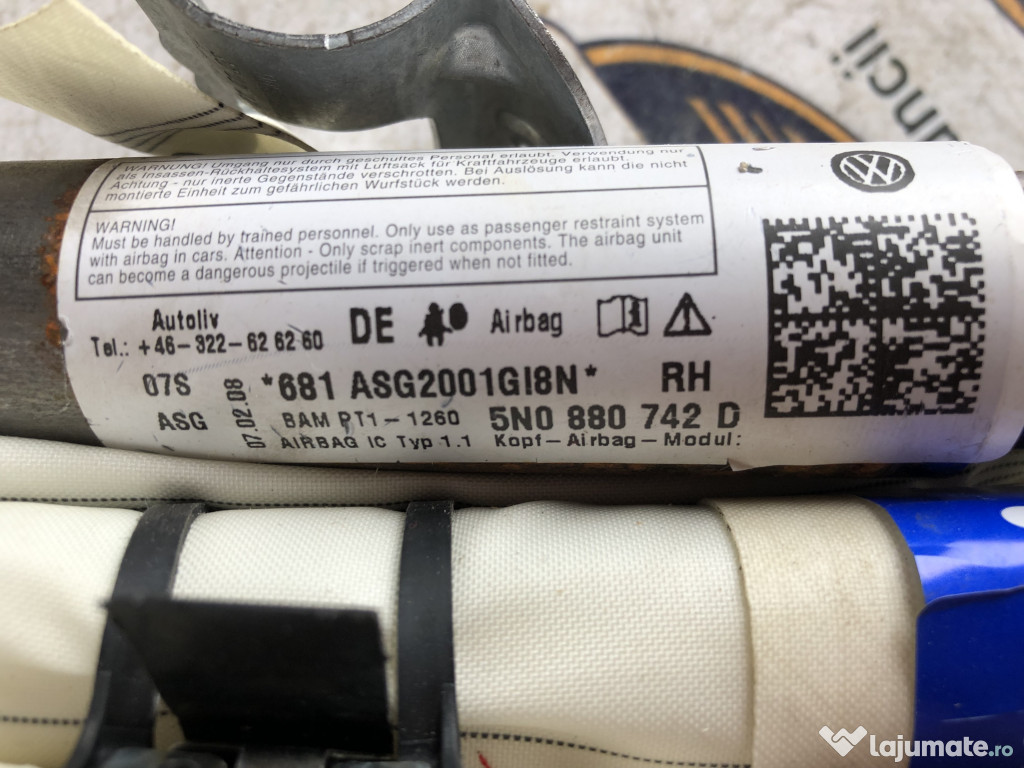 ncii
WARNUNG! Umgang nur durch geschultes Personal erlaubt. Verwendung nur
als Insassen-Rückhaltesystem mit Luftsack für Kraftfahrzeuge erlaubt.
Achtung - nur inerte Gegenstände verschrotten. Bei Auslösung kann die nicht
montierte Einheit zum gefährlichen Wurfstück werden.
WARNING!
Must be handled by trained personnel. Only use as passenger restraint system
with airbag in cars. Attention - Only scrap inert components. The airbag unit
can become a dangerous projectile if triggered when not fitted.
Autoliv
Tel.: +46-322-626260
DE
Airbag
07S
07.02.08
*681 ASG2001GI8N*
RH
ASG
BAM PT1-1260
5N0 880 742 D
AIRBAG IC Typ 1.1
Kopf-Airbag-Modul:
lajumate.ro